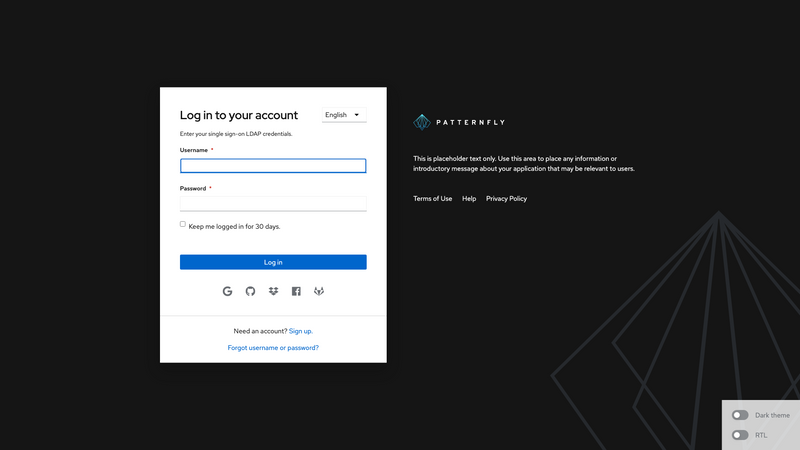 Log in to your account
English
Enter your single sign-on LDAP credentials.
Username *
Password *
Keep me logged in for 30 days.
Log in
Need an account? Sign up.
Forgot username or password?
PATTERNFLY
This is placeholder text only. Use this area to place any information or
introductory message about your application that may be relevant to users.
Terms of Use Help Privacy Policy
Dark theme
RTL